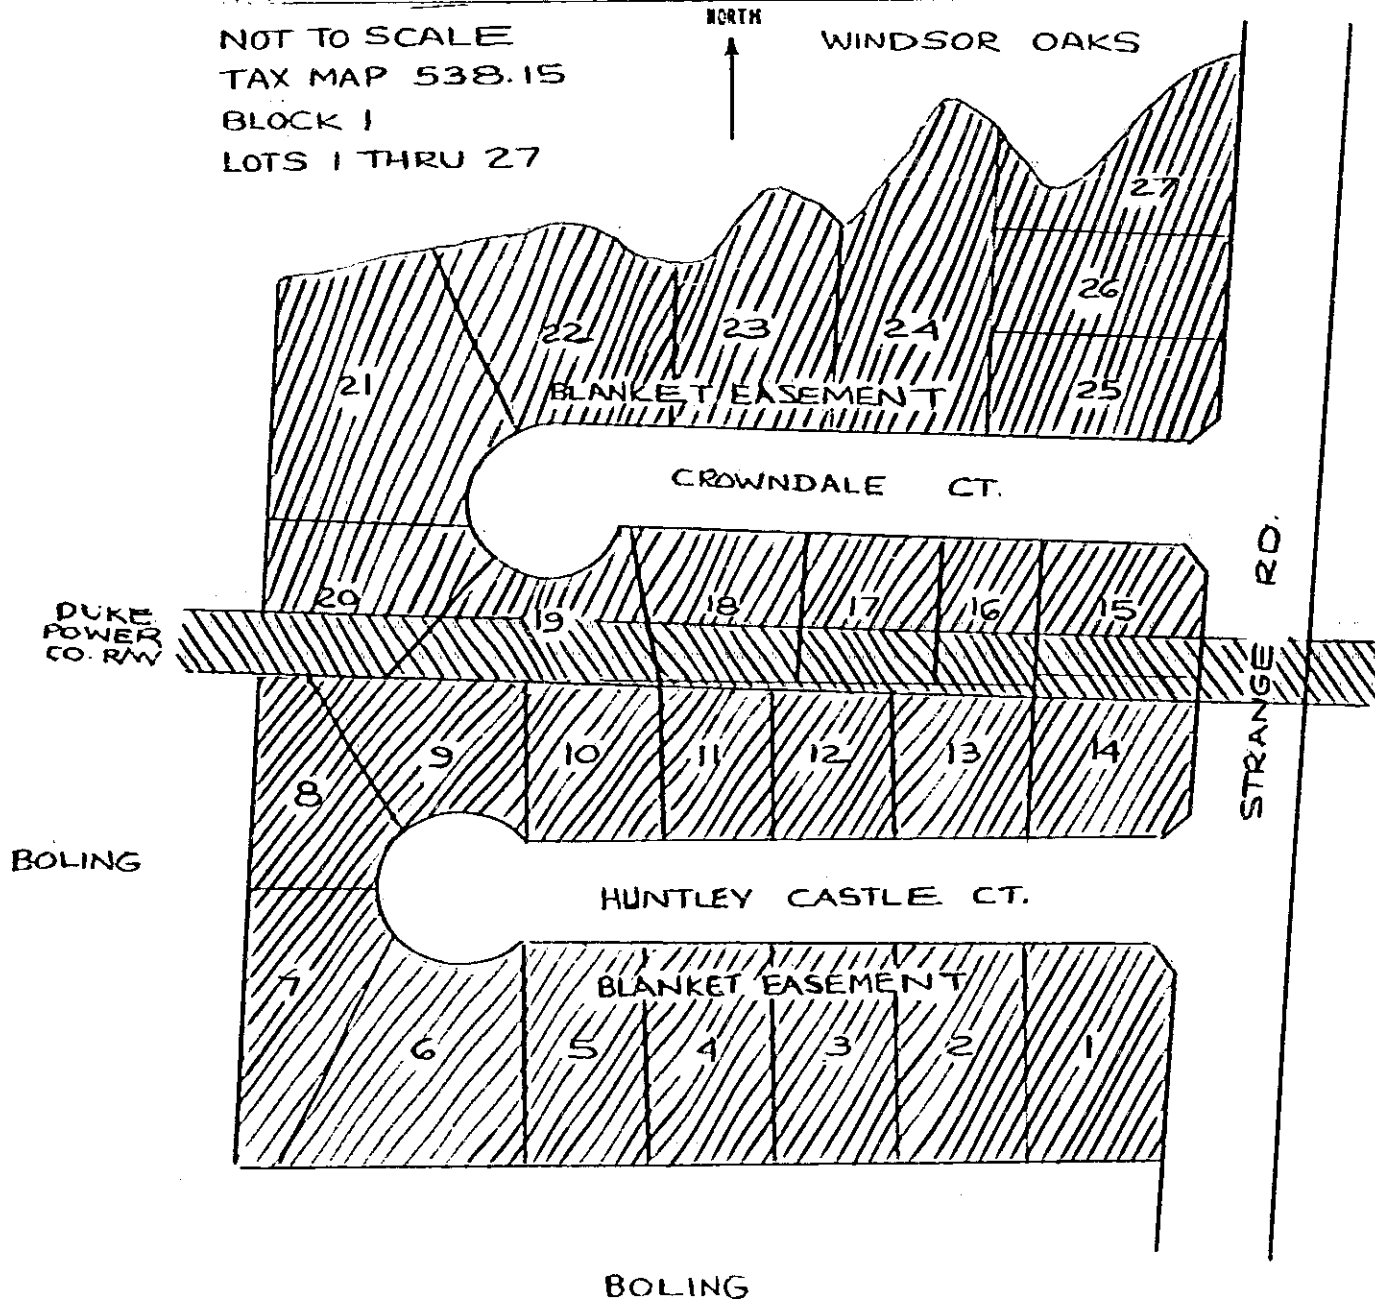 NORTH
NOT TO SCALE
WINDSOR OAKS
TAX MAP 538.15
BLOCK 1
LOTS 1 THRU 27
27
26
22 23 24
21
25
BLANKET EASEMENT
CROWNDALE CT.
STRANGE RD.
20
19 18 17 16 15
DUKE
POWER
CO. R/W
9 10 11 12 13 14
8
BOLING
HUNTLEY CASTLE CT.
7
BLANKET EASEMENT
6 5 4 3 2 1
BOLING